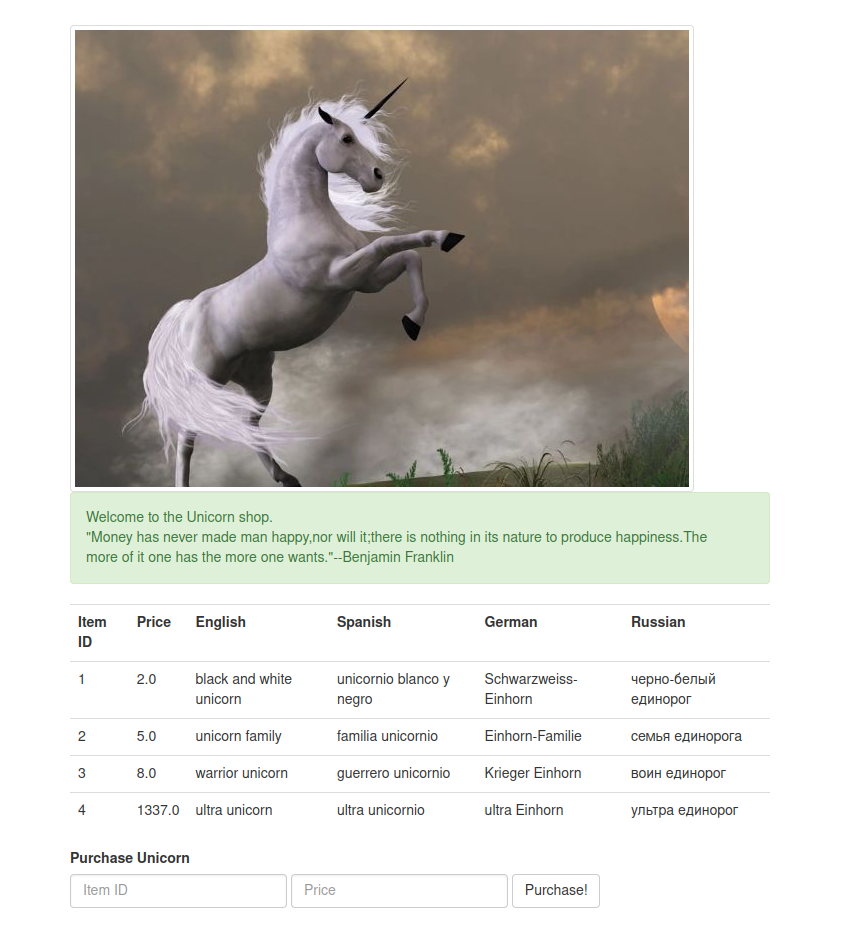 Welcome to the Unicorn shop.
"Money has never made man happy,nor will it;there is nothing in its nature to produce happiness.The
more of it one has the more one wants."--Benjamin Franklin
Item ID Price English Spanish German Russian
1 2.0 black and white unicorn unicornio blanco y negro Schwarzweiss-Einhorn черно-белый единорог
2 5.0 unicorn family familia unicornio Einhorn-Familie семья единорога
3 8.0 warrior unicorn guerrero unicornio Krieger Einhorn воин единорог
4 1337.0 ultra unicorn ultra unicornio ultra Einhorn ультра единорог
Purchase Unicorn
Item ID Price Purchase!